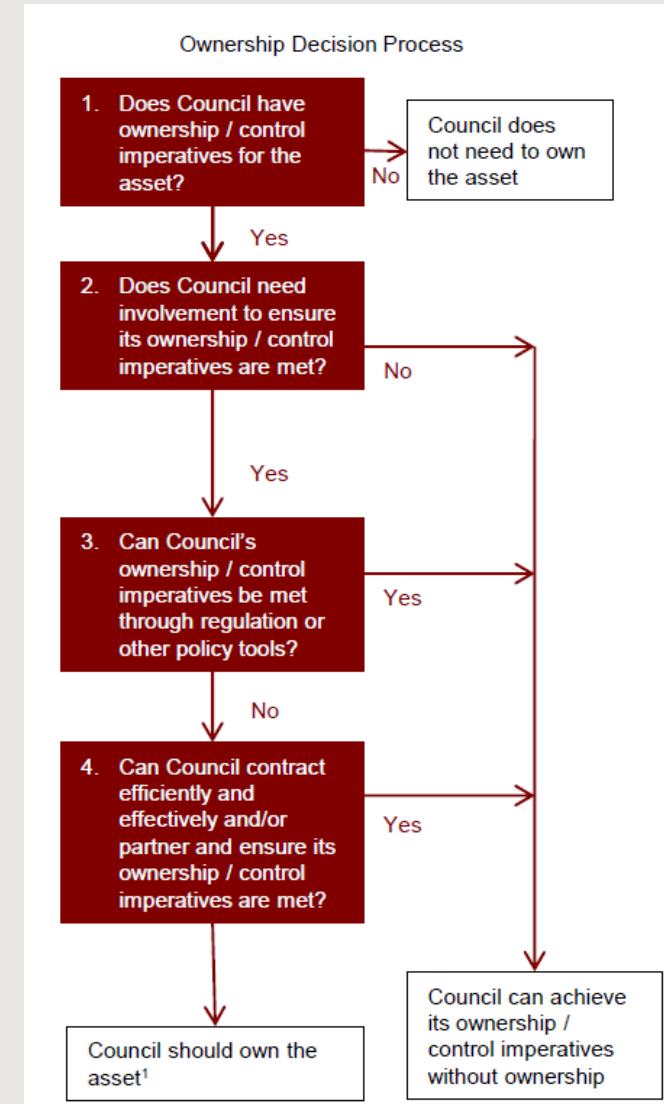 Ownership Decision Process
1. Does Council have
ownership / control
imperatives for the
asset?
No
Council does
not need to own
the asset
Yes
2. Does Council need
involvement to ensure
its ownership / control
imperatives are met?
No
Yes
3. Can Council's
ownership / control
imperatives be met
through regulation or
other policy tools?
Yes
No
4. Can Council contract
efficiently and
effectively and/or
partner and ensure its
ownership / control
imperatives are met?
Yes
Council should own the
asset¹
Council can achieve
its ownership /
control imperatives
without ownership